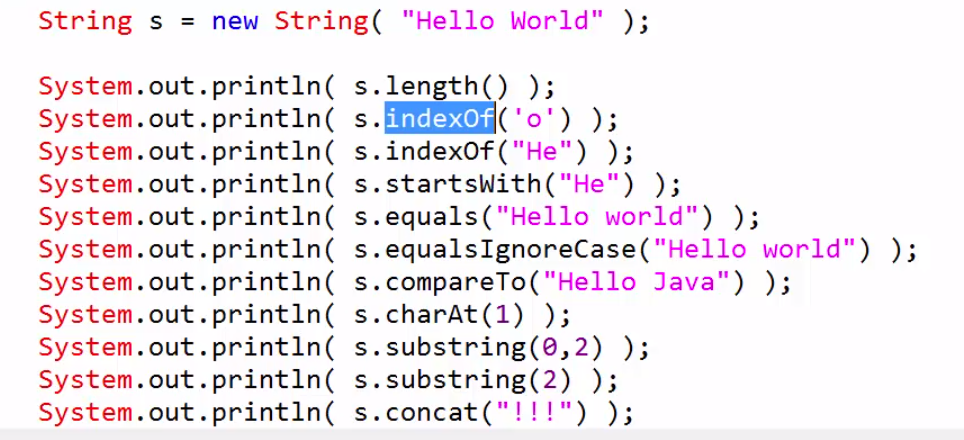 String s = new String( "Hello World" );
System.out.println( s.length() );
System.out.println( s.indexOf('o') );
System.out.println( s.indexOf("He") );
System.out.println( s.startsWith("He") );
System.out.println( s.equals("Hello world") );
System.out.println( s.equalsIgnoreCase("Hello world") );
System.out.println( s.compareTo("Hello Java") );
System.out.println( s.charAt(1) );
System.out.println( s.substring(0,2) );
System.out.println( s.substring(2) );
System.out.println( s.concat("!!!") );